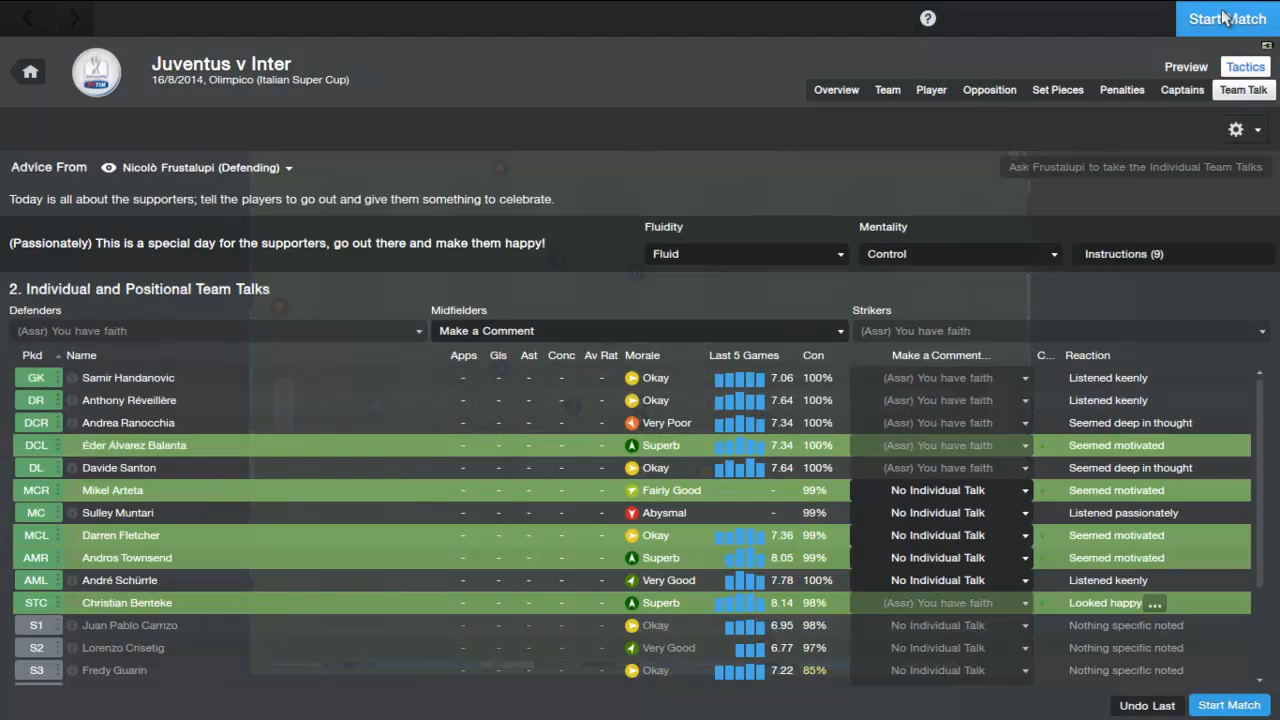 Start Match
Juventus v Inter
16/8/2014, Olimpico (Italian Super Cup)
Preview Tactics
Overview Team Player Opposition Set Pieces Penalties Captains Team Talk
Advice From Nicolò Frustalupi (Defending) Ask Frustalupi to take the Individual Team Talks
Today is all about the supporters; tell the players to go out and give them something to celebrate.
Fluidity Mentality
(Passionately) This is a special day for the supporters, go out there and make them happy!
Fluid Control Instructions (9)
2. Individual and Positional Team Talks
Defenders Midfielders Strikers
(Assr) You have faith Make a Comment (Assr) You have faith
Pkd Name Apps Gls Ast Conc Av Rat Morale Last 5 Games Con Make a Comment... C... Reaction
GK Samir Handanovic - - - - - Okay 7.06 100% (Assr) You have faith Listened keenly
DR Anthony Réveillère - - - - - Okay 7.64 100% (Assr) You have faith Listened keenly
DCR Andrea Ranocchia - - - - - Very Poor 7.34 100% (Assr) You have faith Seemed deep in thought
DCL Éder Álvarez Balanta - - - - - Superb 7.34 100% (Assr) You have faith Seemed motivated
DL Davide Santon - - - - - Okay 7.64 100% (Assr) You have faith Seemed deep in thought
MCR Mikel Arteta - - - - - Fairly Good - 99% No Individual Talk Seemed motivated
MC Sulley Muntari - - - - - Abysmal - 99% No Individual Talk Listened passionately
MCL Darren Fletcher - - - - - Okay 7.36 99% No Individual Talk Seemed motivated
AMR Andros Townsend - - - - - Superb 8.05 99% No Individual Talk Seemed motivated
AML André Schürrle - - - - - Very Good 7.78 100% No Individual Talk Listened keenly
STC Christian Benteke - - - - - Superb 8.14 98% (Assr) You have faith Looked happy ...
S1 Juan Pablo Carrizo - - - - - Okay 6.95 98% No Individual Talk Nothing specific noted
S2 Lorenzo Crisetig - - - - - Very Good 6.77 97% No Individual Talk Nothing specific noted
S3 Fredy Guarín - - - - - Okay 7.22 85% No Individual Talk Nothing specific noted
Undo Last Start Match